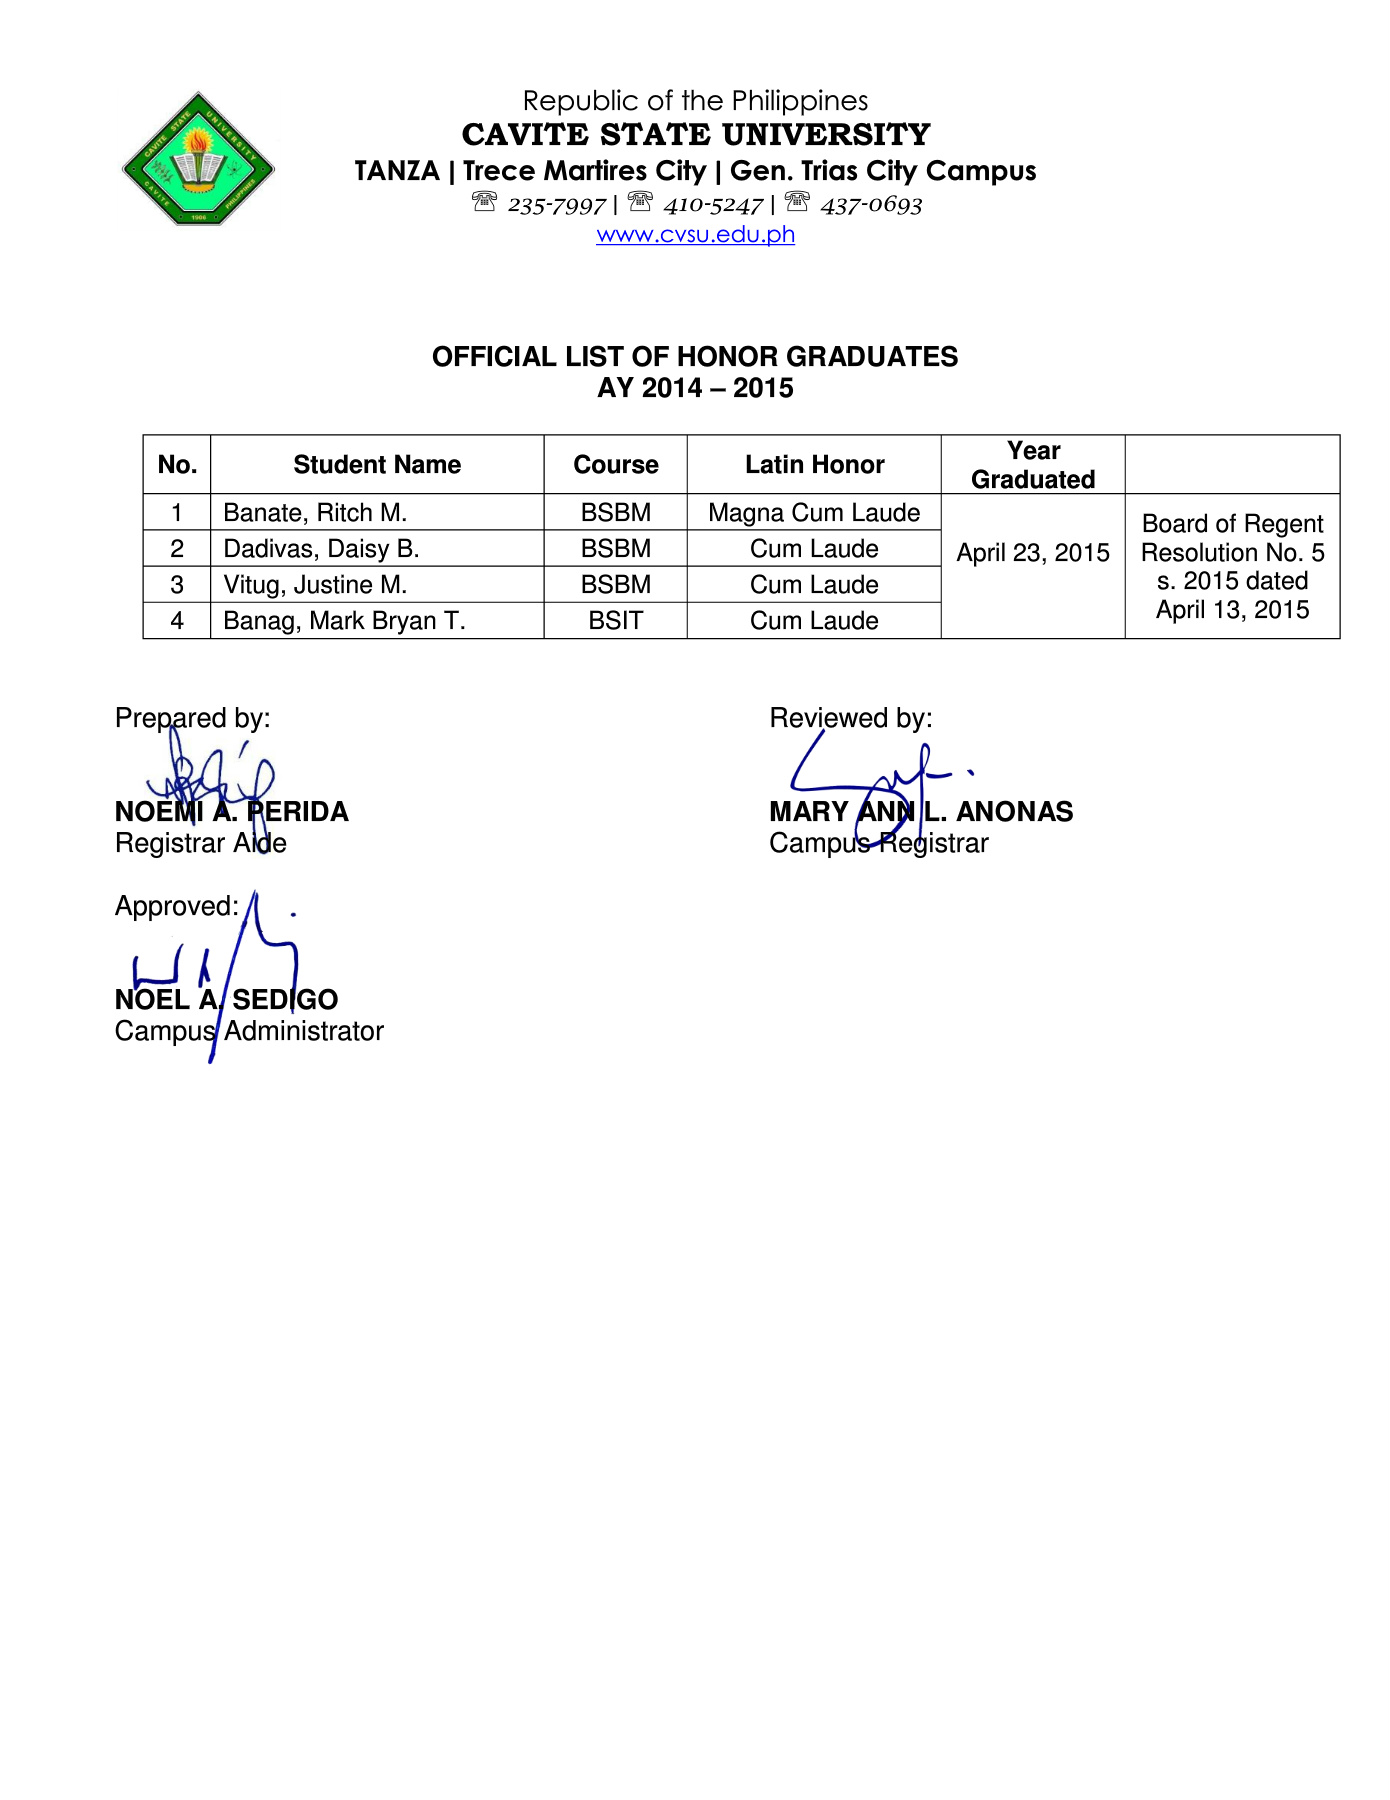 Republic of the Philippines
CAVITE STATE UNIVERSITY
TANZA | Trece Martires City | Gen. Trias City Campus
☏ 235-7997 | ☏ 410-5247 | ☏ 437-0693
www.cvsu.edu.ph
CAVITE STATE UNIVERSITY
CAVITE PHILIPPINES
1906
OFFICIAL LIST OF HONOR GRADUATES
AY 2014 – 2015
No. Student Name Course Latin Honor Year Graduated
1 Banate, Ritch M. BSBM Magna Cum Laude
2 Dadivas, Daisy B. BSBM Cum Laude
3 Vitug, Justine M. BSBM Cum Laude
4 Banag, Mark Bryan T. BSIT Cum Laude
April 23, 2015
Board of Regent
Resolution No. 5
s. 2015 dated
April 13, 2015
Prepared by:
NOEMI A. PERIDA
Registrar Aide
Reviewed by:
MARY ANN L. ANONAS
Campus Registrar
Approved:
NOEL A. SEDIGO
Campus Administrator